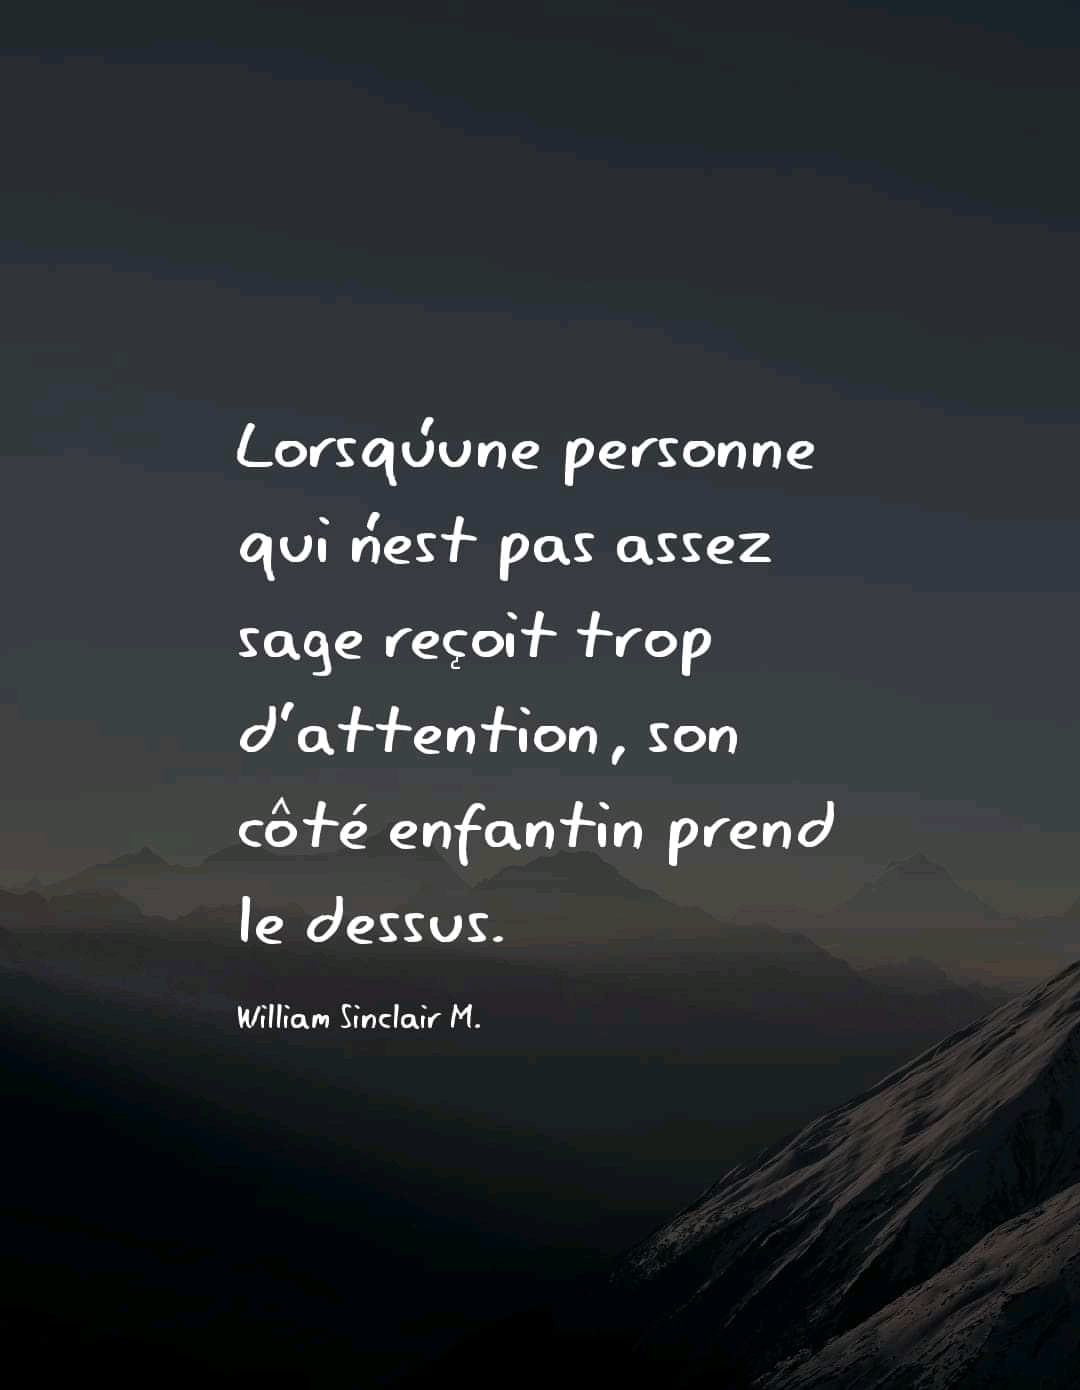 Lorsqu'une personne
qui n'est pas assez
sage reçoit trop
d'attention, son
côté enfantin prend
le dessus.
William Sinclair M.